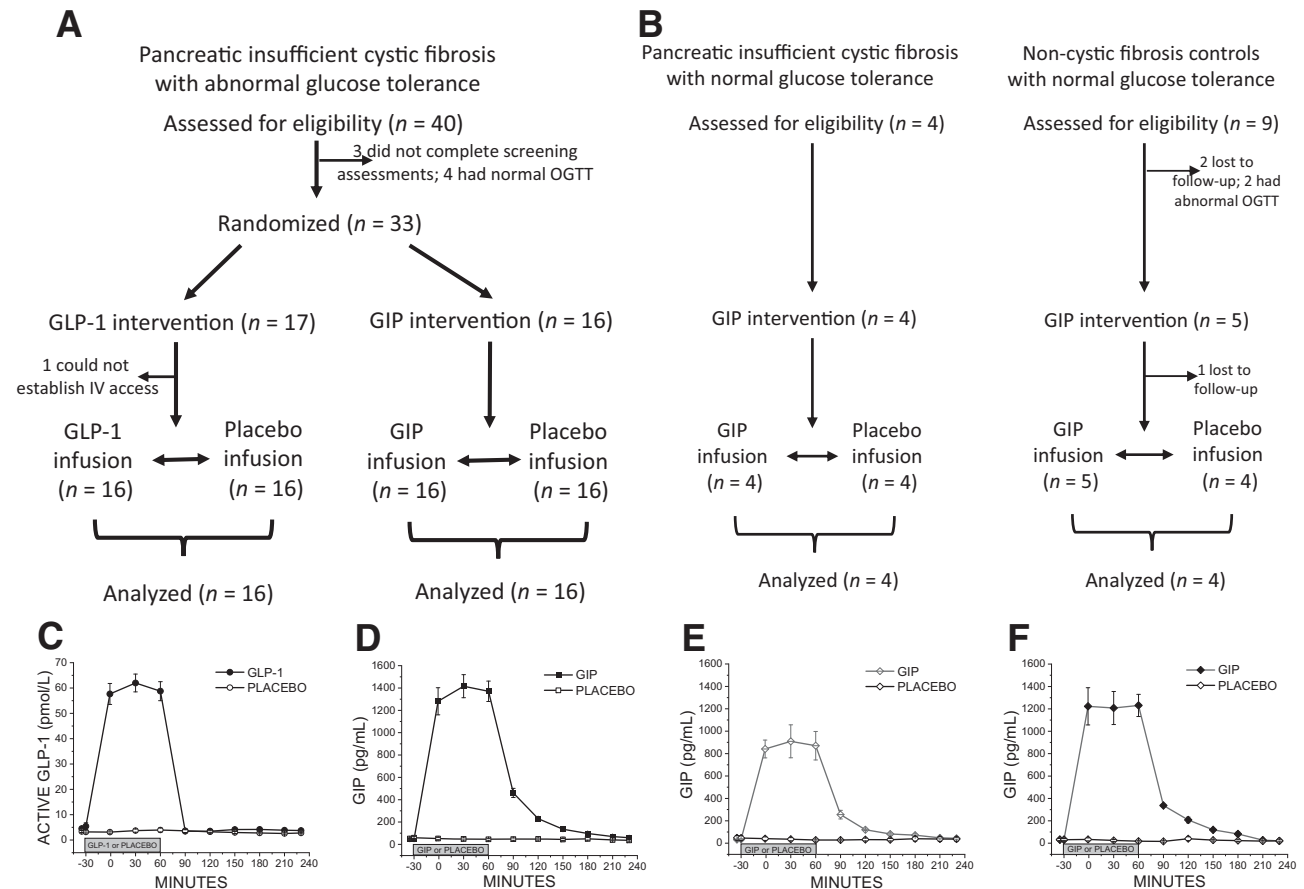 A
Pancreatic insufficient cystic fibrosis
with abnormal glucose tolerance
Assessed for eligibility (n = 40)
3 did not complete screening
assessments; 4 had normal OGTT
Randomized (n = 33)
GLP-1 intervention (n = 17)
GIP intervention (n = 16)
1 could not
establish IV access
GLP-1
infusion
(n = 16)
Placebo
infusion
(n = 16)
GIP
infusion
(n = 16)
Placebo
infusion
(n = 16)
Analyzed (n = 16)
Analyzed (n = 16)
B
Pancreatic insufficient cystic fibrosis
with normal glucose tolerance
Assessed for eligibility (n = 4)
GIP intervention (n = 4)
GIP
infusion
(n = 4)
Placebo
infusion
(n = 4)
Analyzed (n = 4)
Non-cystic fibrosis controls
with normal glucose tolerance
Assessed for eligibility (n = 9)
2 lost to
follow-up; 2 had
abnormal OGTT
GIP intervention (n = 5)
1 lost to
follow-up
GIP
infusion
(n = 5)
Placebo
infusion
(n = 4)
Analyzed (n = 4)
C
ACTIVE GLP-1 (pmol/L)
70
60
50
40
30
20
10
0
GLP-1
PLACEBO
GLP-1 or PLACEBO
-30 0 30 60 90 120 150 180 210 240
MINUTES
D
GIP (pg/mL)
1600
1400
1200
1000
800
600
400
200
0
GIP
PLACEBO
GIP or PLACEBO
-30 0 30 60 90 120 150 180 210 240
MINUTES
E
GIP (pg/mL)
1600
1400
1200
1000
800
600
400
200
0
GIP
PLACEBO
GIP or PLACEBO
-30 0 30 60 90 120 150 180 210 240
MINUTES
F
GIP (pg/mL)
1600
1400
1200
1000
800
600
400
200
0
GIP
PLACEBO
GIP or PLACEBO
-30 0 30 60 90 120 150 180 210 240
MINUTES